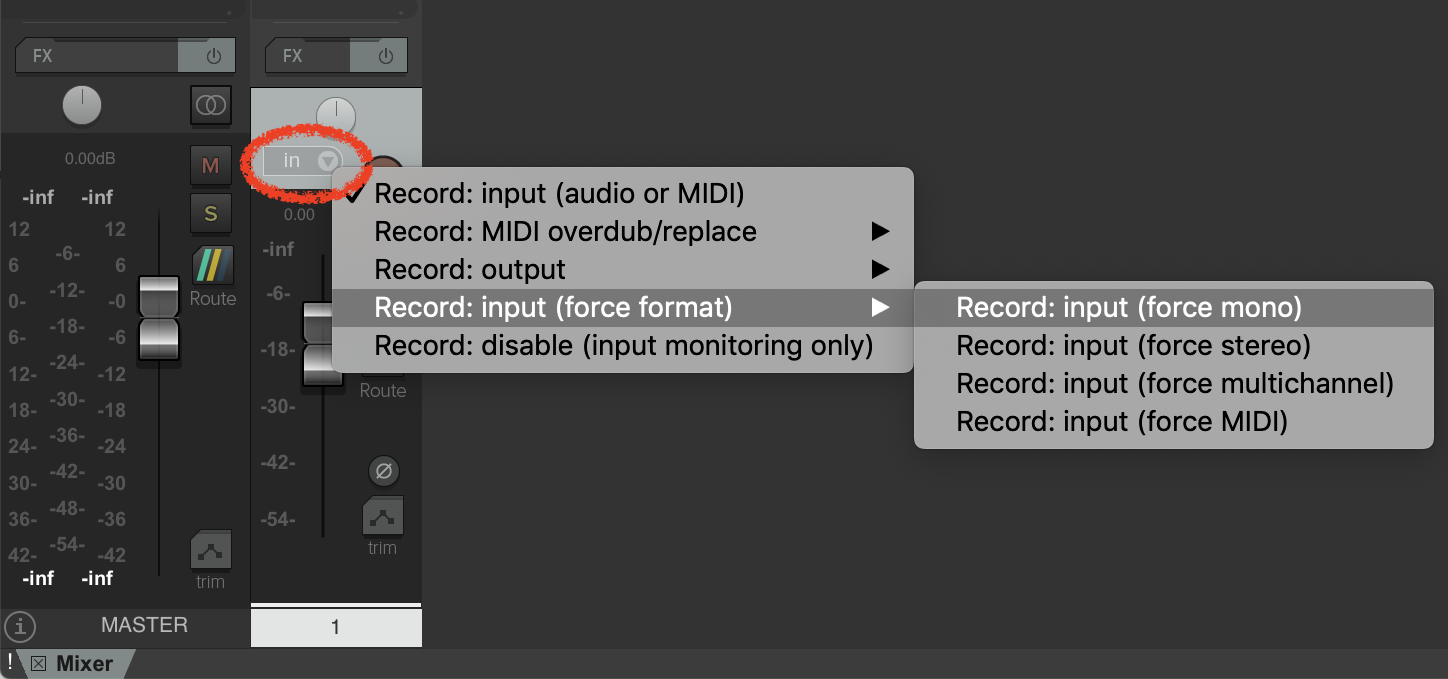 FX
FX
in
0.00dB
M
Record: input (audio or MIDI)
-inf -inf
S
0.00
Record: MIDI overdub/replace
12 12
-inf
-6-
Record: output
6 6
-6-
Route
Record: input (force format)
Record: input (force mono)
-12-
0- -0
-18-
Record: disable (input monitoring only)
Record: input (force stereo)
-18-
6- -6
-24-
Route
Record: input (force multichannel)
12- -12
-30-
-30-
Record: input (force MIDI)
18- -18
-36-
24- -24
-42-
-42-
30- -30
-48-
36- -36
-54-
-54-
trim
42- -42
-inf -inf
trim
MASTER
1
i
! Mixer